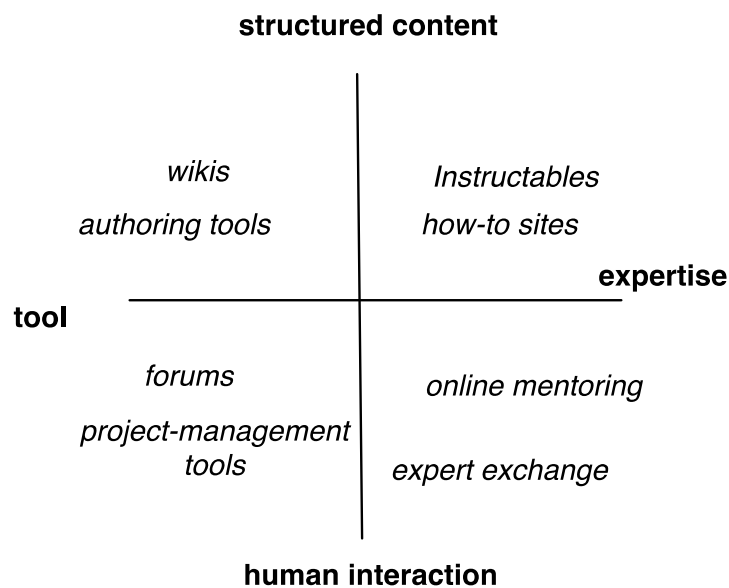 structured content
wikis
Instructables
authoring tools
how-to sites
expertise
tool
forums
online mentoring
project-management
tools
expert exchange
human interaction